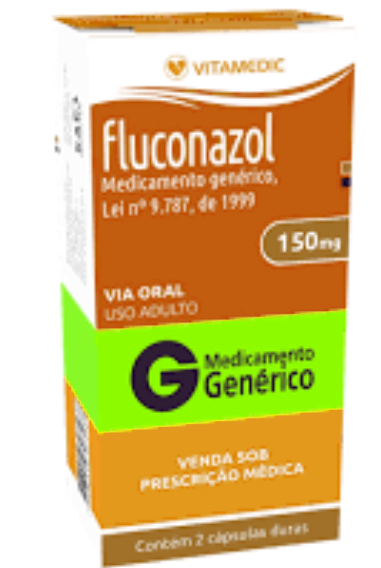 VITAMEDIC
fluconazol
Medicamento genérico,
Lei nº 9.787, de 1999
150mg
VIA ORAL
USO ADULTO
G Medicamento
Genérico
VENDA SOB
PRESCRIÇÃO MÉDICA
Contém 2 cápsulas duras